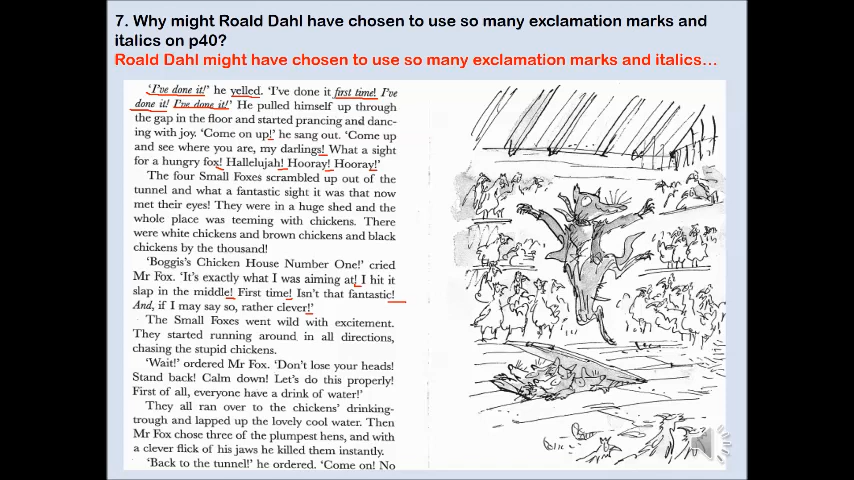 7. Why might Roald Dahl have chosen to use so many exclamation marks and
italics on p40?
Roald Dahl might have chosen to use so many exclamation marks and italics…
‘I’ve done it!’ he yelled. ‘I’ve done it first time! I’ve
done it! I’ve done it!’ He pulled himself up through
the gap in the floor and started prancing and danc-
ing with joy. ‘Come on up!’ he sang out. ‘Come up
and see where you are, my darlings! What a sight
for a hungry fox! Hallelujah! Hooray! Hooray!’
The four Small Foxes scrambled up out of the
tunnel and what a fantastic sight it was that now
met their eyes! They were in a huge shed and the
whole place was teeming with chickens. There
were white chickens and brown chickens and black
chickens by the thousand!
‘Boggis’s Chicken House Number One!’ cried
Mr Fox. ‘It’s exactly what I was aiming at! I hit it
slap in the middle! First time! Isn’t that fantastic!
And, if I may say so, rather clever!’
The Small Foxes went wild with excitement.
They started running around in all directions,
chasing the stupid chickens.
‘Wait!’ ordered Mr Fox. ‘Don’t lose your heads!
Stand back! Calm down! Let’s do this properly!
First of all, everyone have a drink of water!’
They all ran over to the chickens’ drinking-
trough and lapped up the lovely cool water. Then
Mr Fox chose three of the plumpest hens, and with
a clever flick of his jaws he killed them instantly.
‘Back to the tunnel!’ he ordered. ‘Come on! No